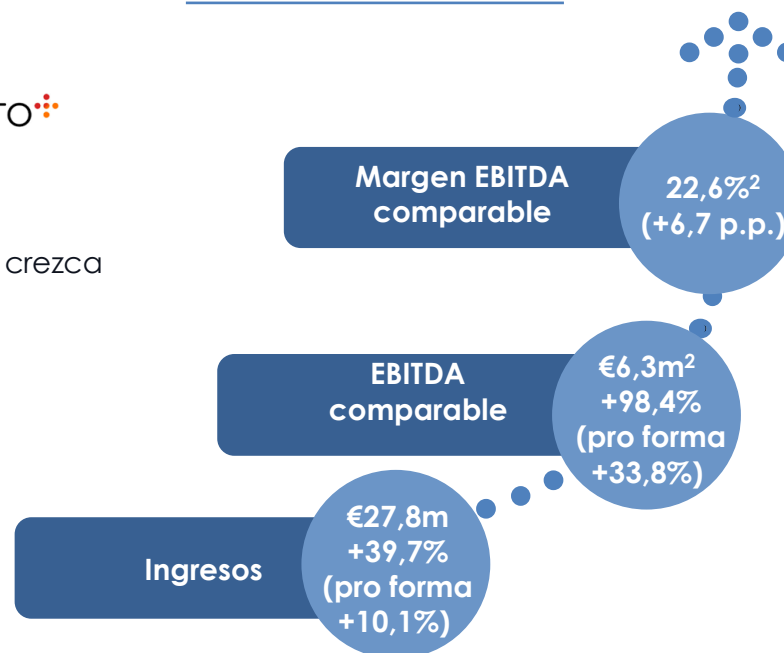 TO
Margen EBITDA
comparable
22,6%²
(+6,7 p.p.)
crezca
EBITDA
comparable
€6,3m²
+98,4%
(pro forma
+33,8%)
Ingresos
€27,8m
+39,7%
(pro forma
+10,1%)